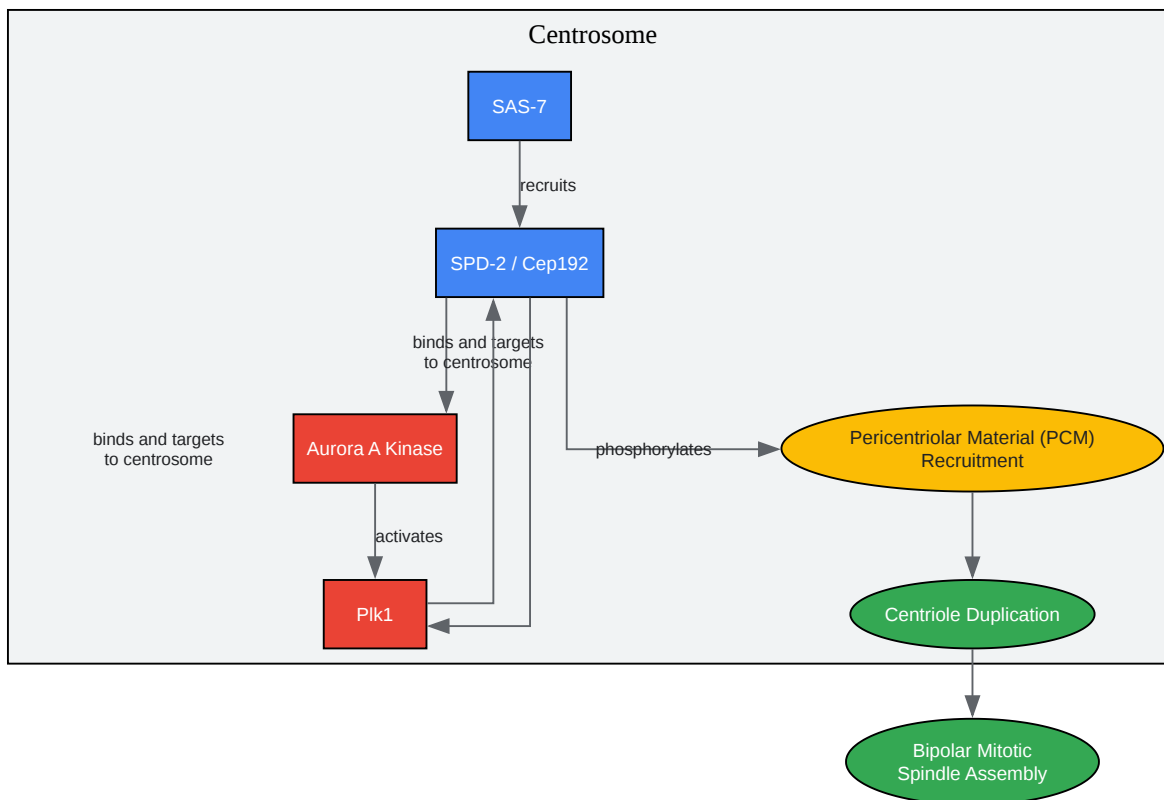 Centrosome
SAS-7
recruits
SPD-2 / Cep192
binds and targets
to centrosome
binds and targets
to centrosome
Aurora A Kinase
phosphorylates
Pericentriolar Material (PCM)
Recruitment
activates
Plk1
Centriole Duplication
Bipolar Mitotic
Spindle Assembly